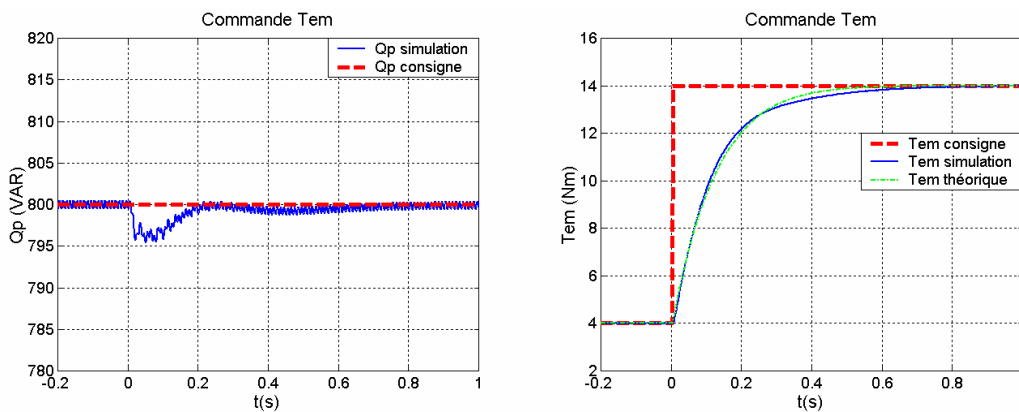 Commande Tem
820
815
810
805
800
795
790
785
780
Qp (VAR)
Qp simulation
Qp consigne
-0.2
0
0.2
0.4
0.6
0.8
1
t(s)
Commande Tem
16
14
12
10
8
6
4
2
Tem (Nm)
Tem consigne
Tem simulation
Tem théorique
-0.2
0
0.2
0.4
0.6
0.8
t(s)